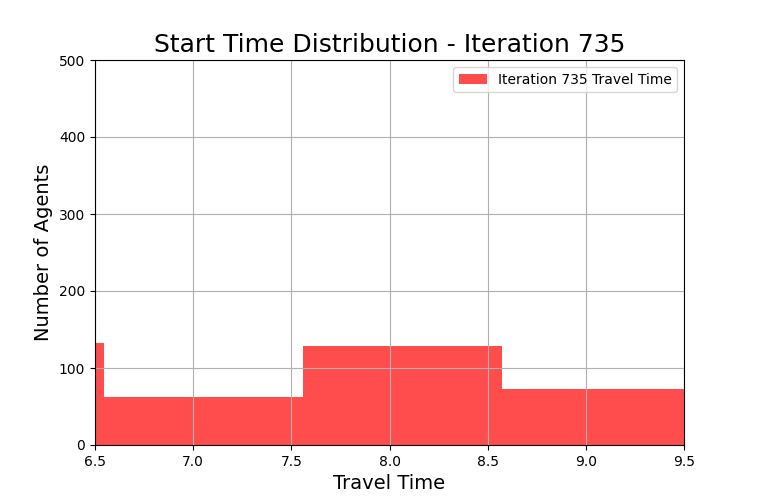 Start Time Distribution - Iteration 735
500
Iteration 735 Travel Time
400
300
200
100
0
Number of Agents
6.5 7.0 7.5 8.0 8.5 9.0 9.5
Travel Time